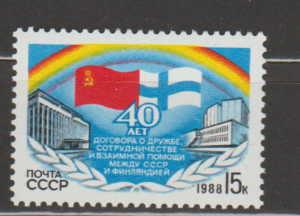 40
ЛЕТ
ДОГОВОРА О ДРУЖБЕ,
СОТРУДНИЧЕСТВЕ
И ВЗАИМНОЙ ПОМОЩИ
МЕЖДУ СССР
И ФИНЛЯНДИЕЙ
ПОЧТА
СССР
1988 15к